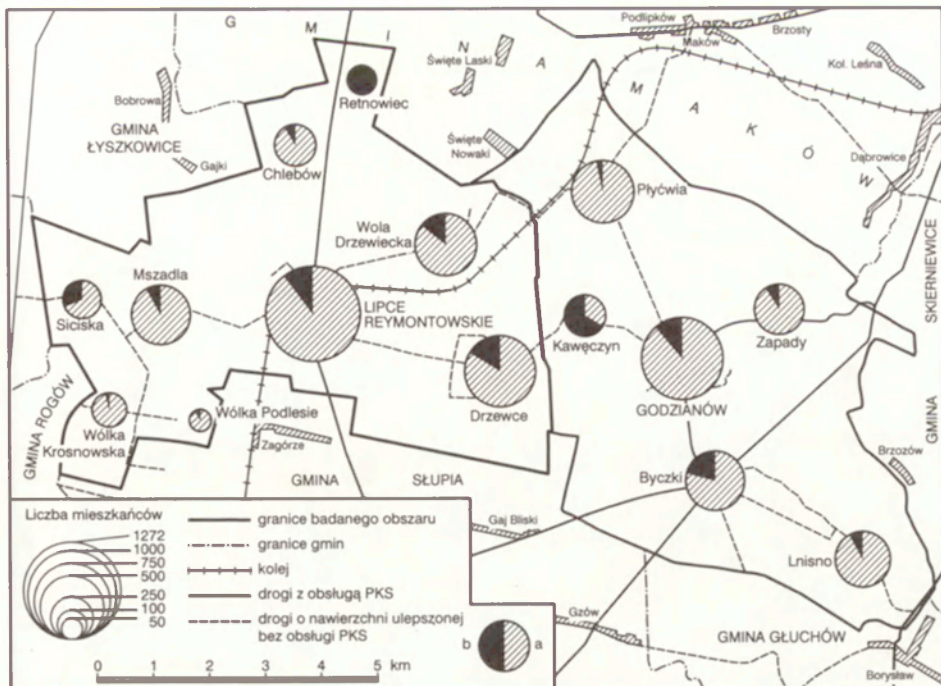 G
M
I
N
A
M
A
K
Ó
W
Podlipków
Maków
Brzosty
Święte Laski
Kol. Leśna
Bobrowa
Retnowiec
GMINA
ŁYSZKOWICE
Gajki
Chlebów
Święte
Nowaki
Dąbrowice
Płyćwia
Wola
Drzewiecka
SKIERNIEWICE
GMINA
Mszadla
Siciska
LIPCE
REYMONTOWSKIE
Kawęczyn
Zapady
Drzewce
GODZIANÓW
GMINA ROGÓW
Wólka
Krosnowska
Wólka Podlesie
Zagórze
GMINA SŁUPIA
Byczki
Brzozów
Gaj Bliski
Lnisno
Gzów
GMINA GŁUCHÓW
Borysław
Liczba mieszkańców
1272
1000
750
500
250
100
50
granice badanego obszaru
granice gmin
kolej
drogi z obsługą PKS
drogi o nawierzchni ulepszonej
bez obsługi PKS
b a
0 1 2 3 4 5 km